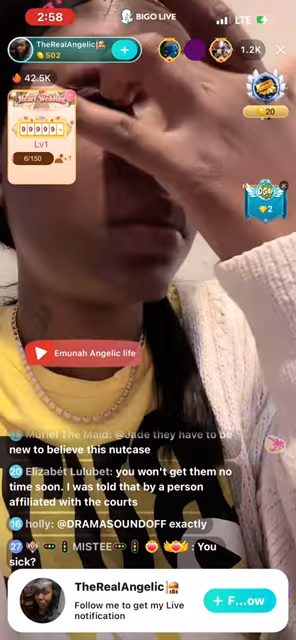 2:58
BIGO LIVE
LTE
TheRealAngelic
502
+
1.2K
42.5K
Heart Wedding
99999
Lv1
6/150
+1
20
2
Emunah Angelic life
Muriel The Maid: @Jade they have to be
new to believe this nutcase
20 Elizabét Lulubet: you won't get them no
time soon. I was told that by a person
affiliated with the courts
16 holly: @DRAMASOUNDOFF exactly
27 MISTEE : You
sick?
TheRealAngelic
Follow me to get my Live
notification
+ F...ow